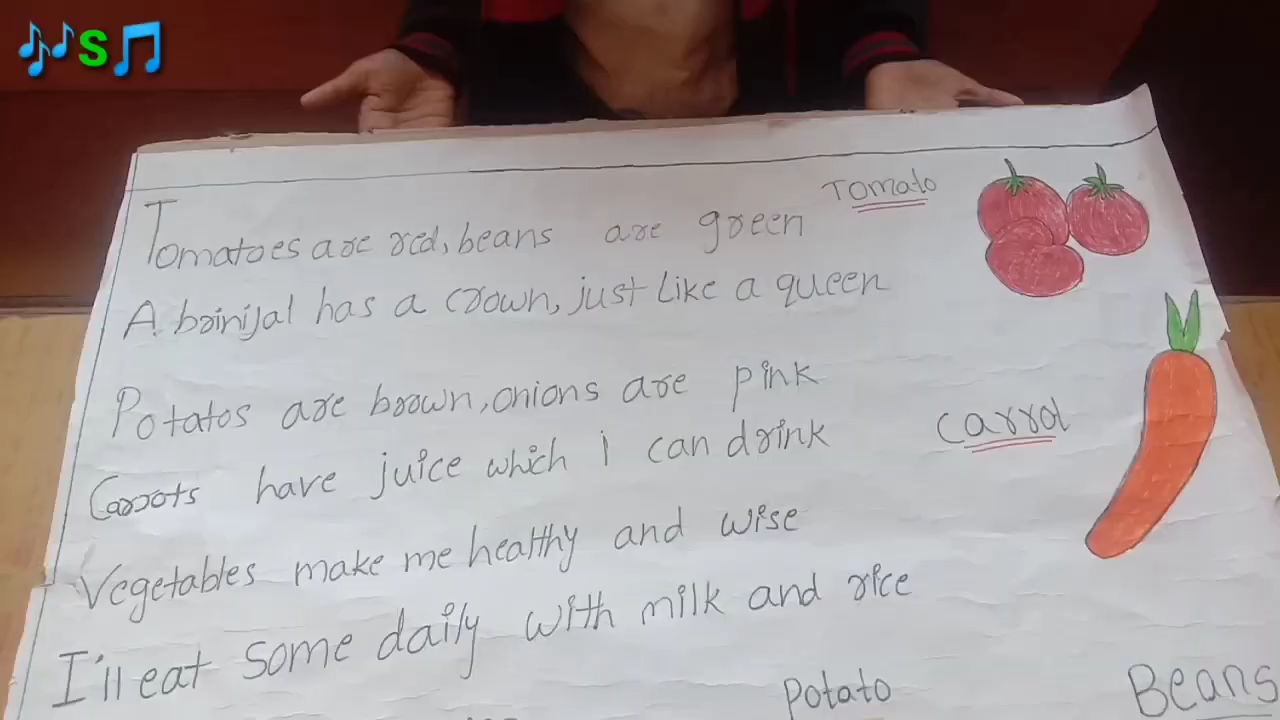 S
Tomato
Tomatoes are red, beans are green
A brinjal has a crown, just like a queen
Potatos are brown, onions are pink
Carrots have juice which i can drink
Carrot
Vegetables make me healthy and wise
I'll eat some daily with milk and rice
Potato
Beans